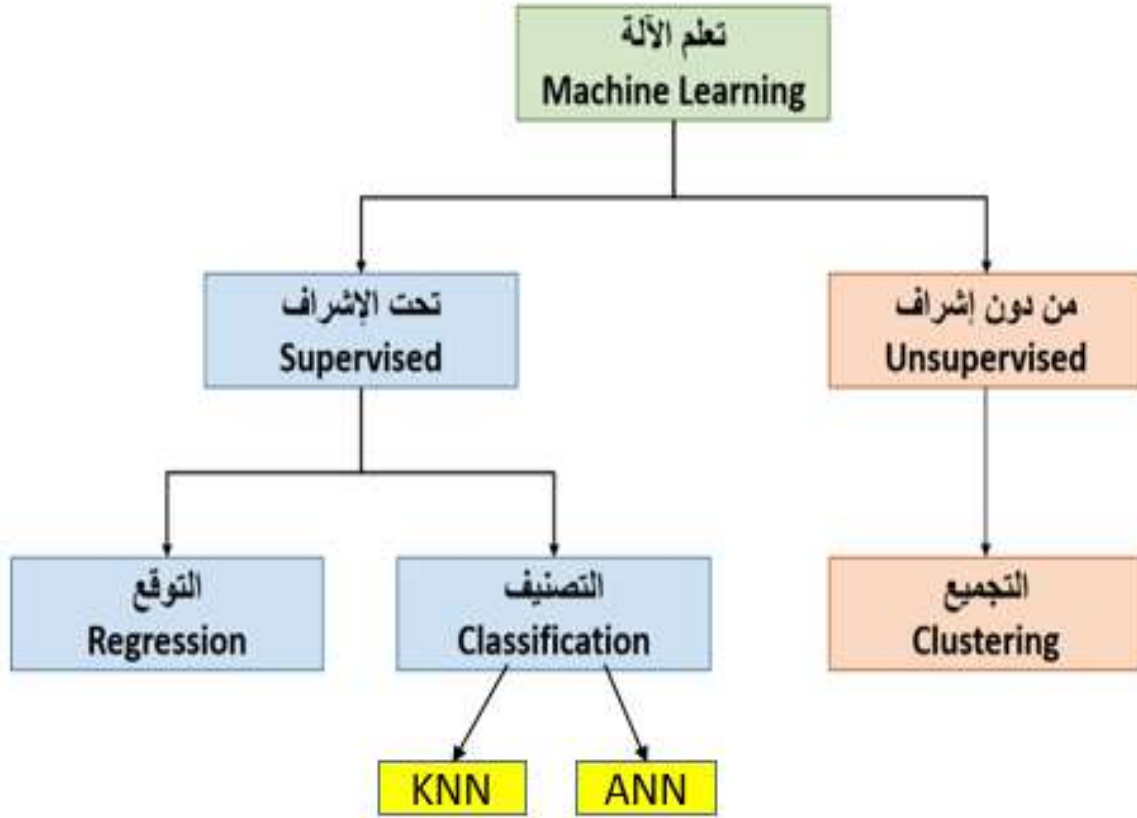 تعلم الآلة
Machine Learning
تحت الإشراف
Supervised
من دون إشراف
Unsupervised
التوقع
Regression
التصنيف
Classification
التجميع
Clustering
KNN
ANN